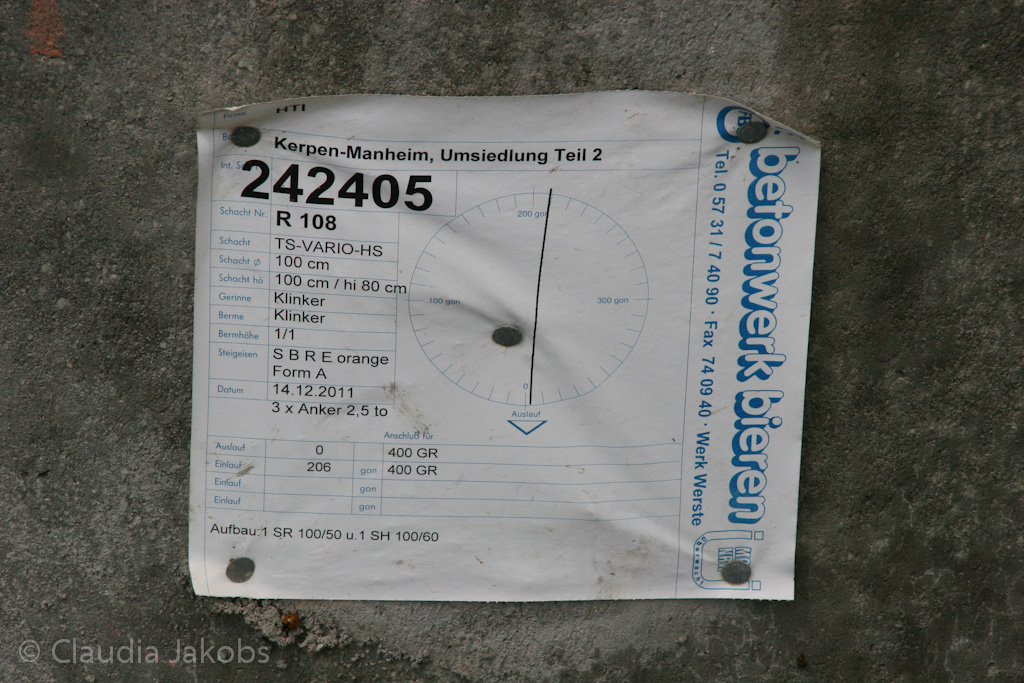 Firma HTI
Kerpen-Manheim, Umsiedlung Teil 2
Int. 242405
Schacht Nr. R 108
Schacht TS-VARIO-HS
Schacht Ø 100 cm
Schacht hö 100 cm / hi 80 cm
Gerinne Klinker
Berme Klinker
Bermhöhe 1/1
Steigeisen S B R E orange
Form A
Datum 14.12.2011
3 x Anker 2,5 to
200 gon
100 gon
300 gon
0
Auslauf
Anschluß für
Auslauf 0 400 GR
Einlauf 206 gon 400 GR
Einlauf gon
Einlauf gon
Aufbau:1 SR 100/50 u.1 SH 100/60
betonwerk bieren
Tel. 0 57 31 / 7 40 90 · Fax 74 09 40 · Werk Werste
© Claudia Jakobs